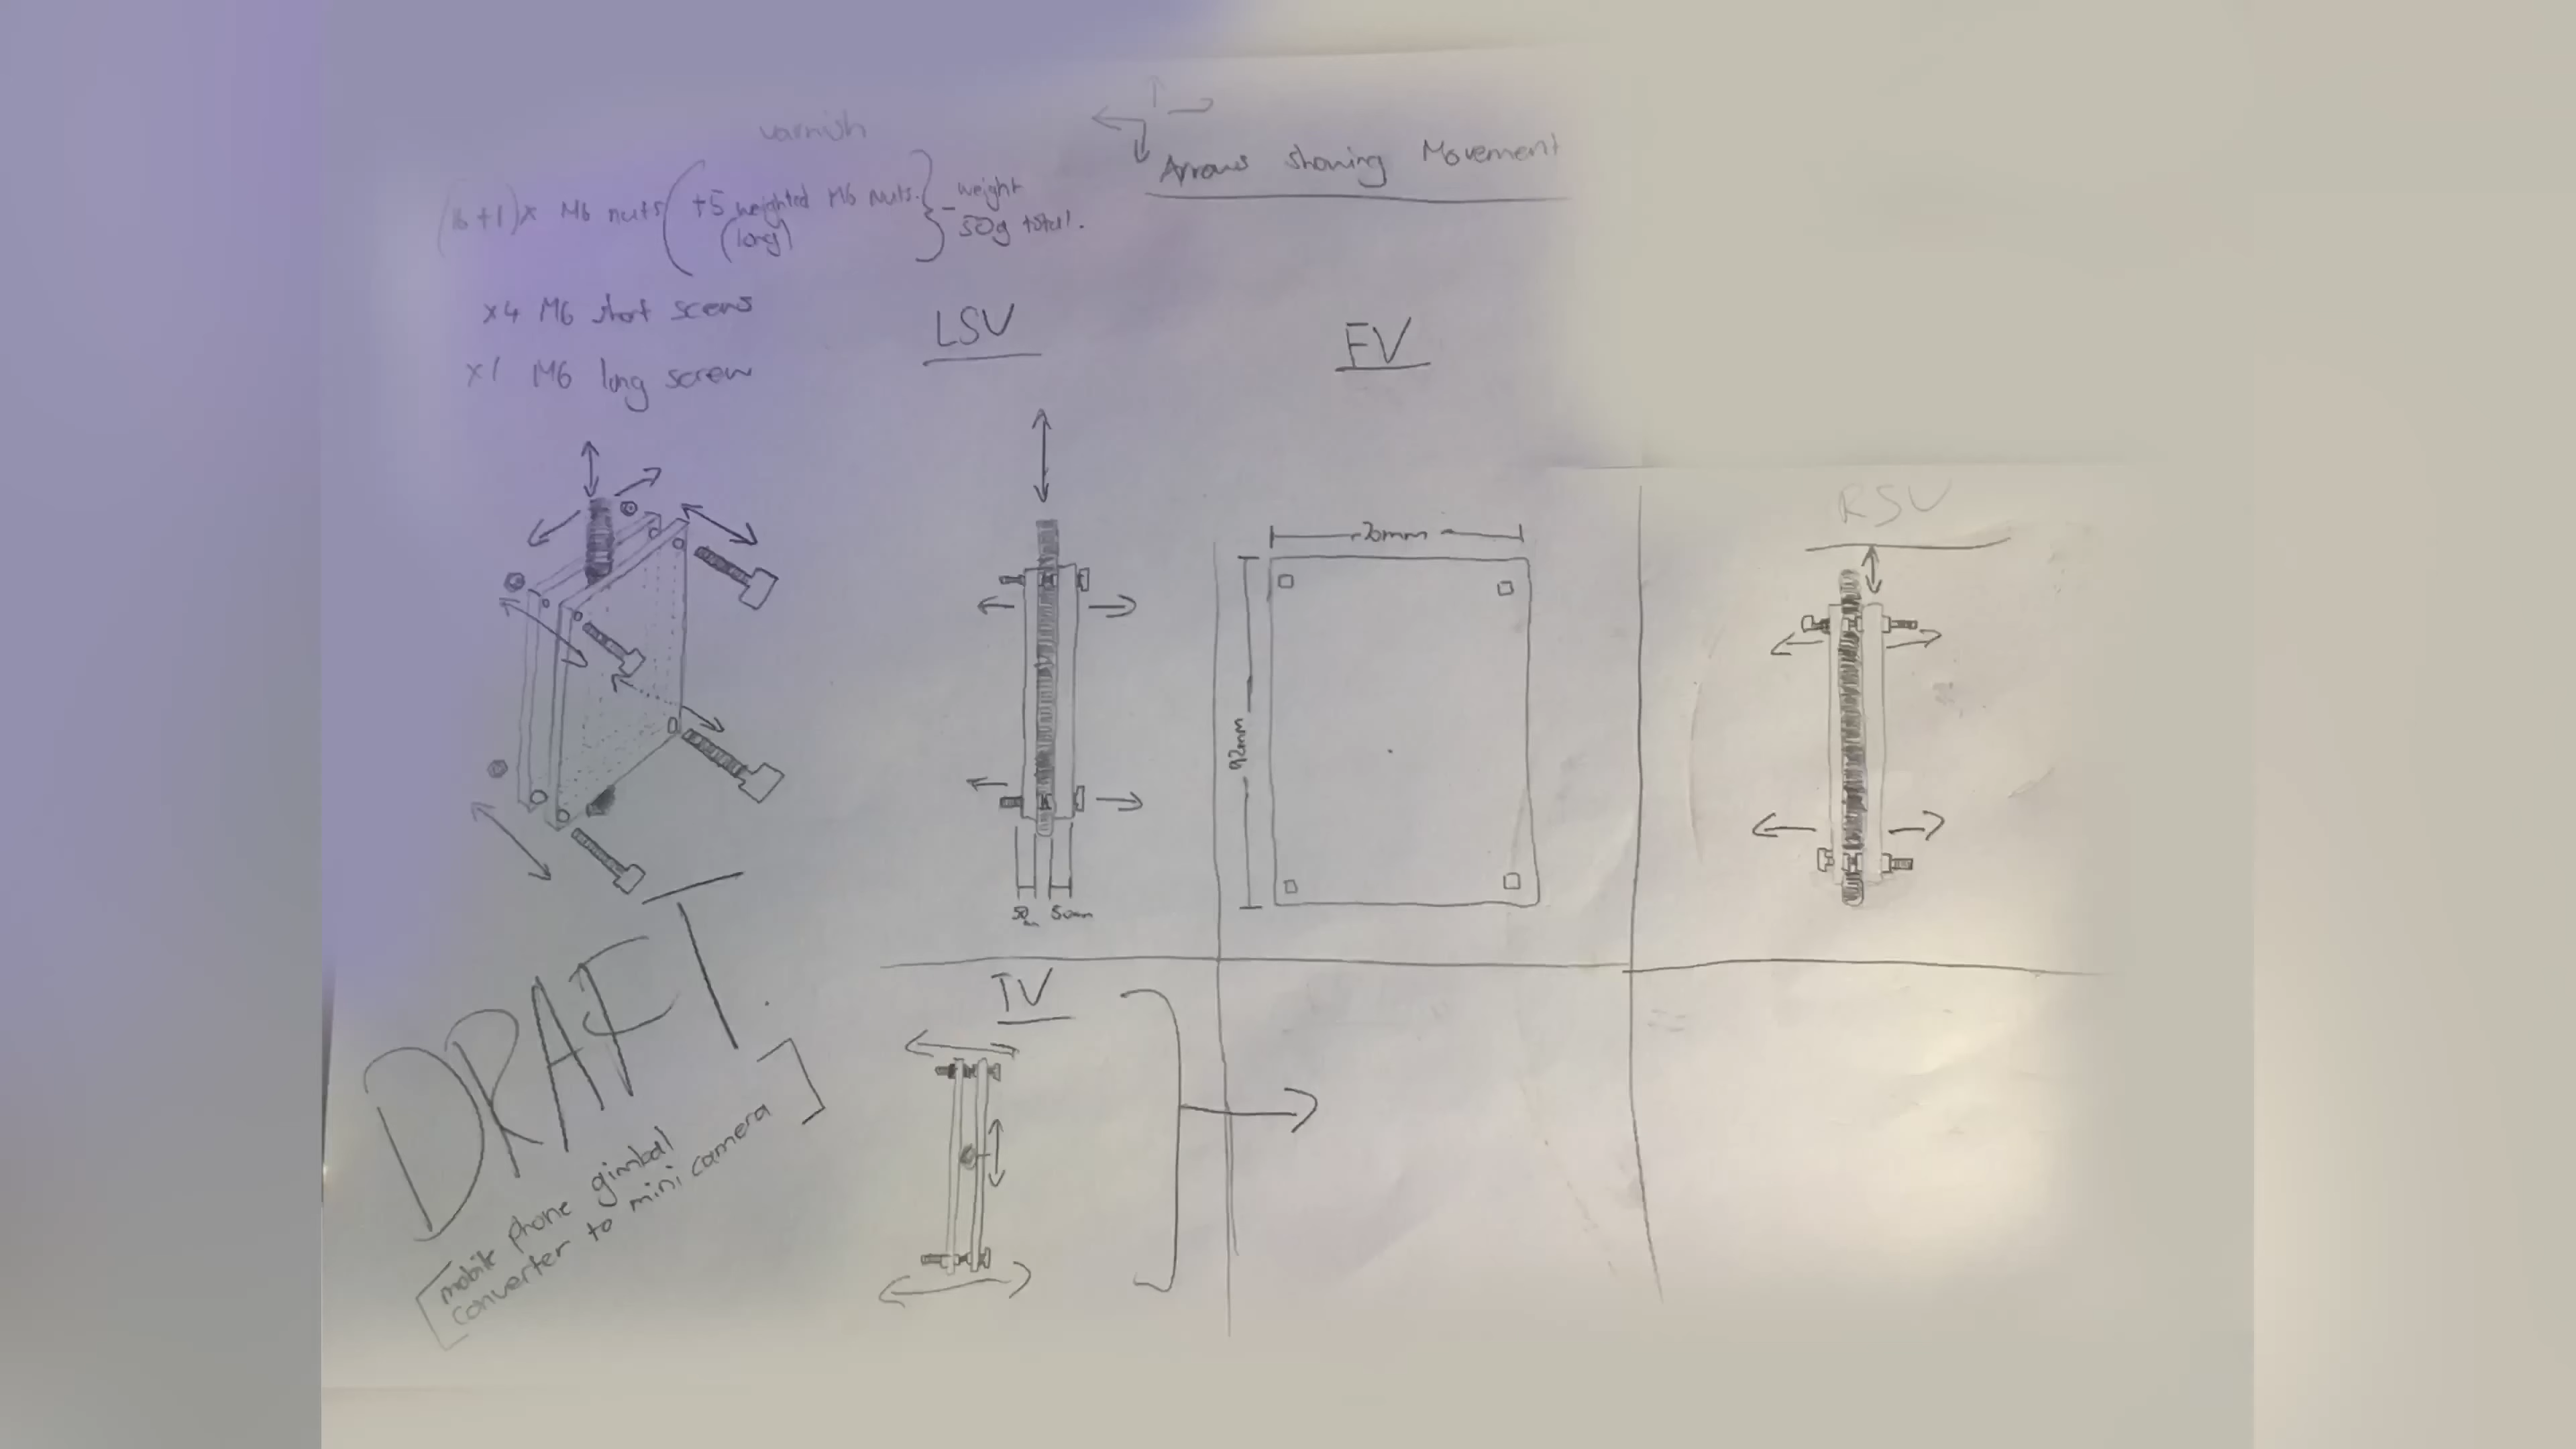 varnish
(16+1)x M6 nuts (+5 weighted M6 nuts. } - weight
(long)
50g total.
x4 M6 short screws
x1 M6 long screw
Arrows showing Movement
LSV
FV
RSV
70mm
92mm
50mm
TV
DRAFT
[mobile phone gimbal
converter to mini camera]